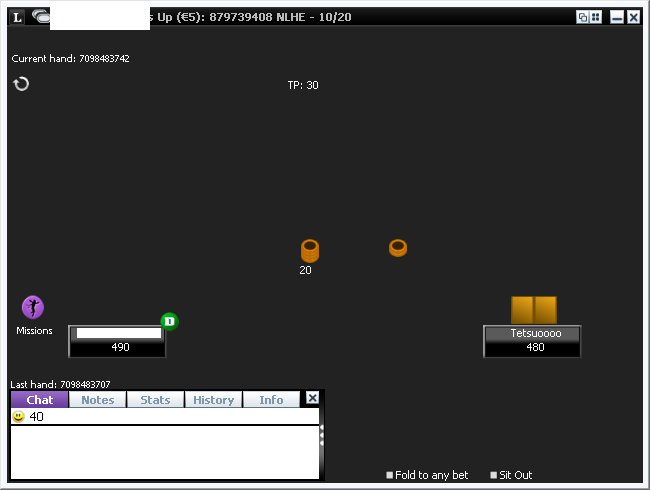 L s Up (€5): 879739408 NLHE - 10/20
Current hand: 7098483742
TP: 30
20
Missions
D
490
Tetsuoooo
480
Last hand: 7098483707
Chat Notes Stats History Info
40
Fold to any bet Sit Out